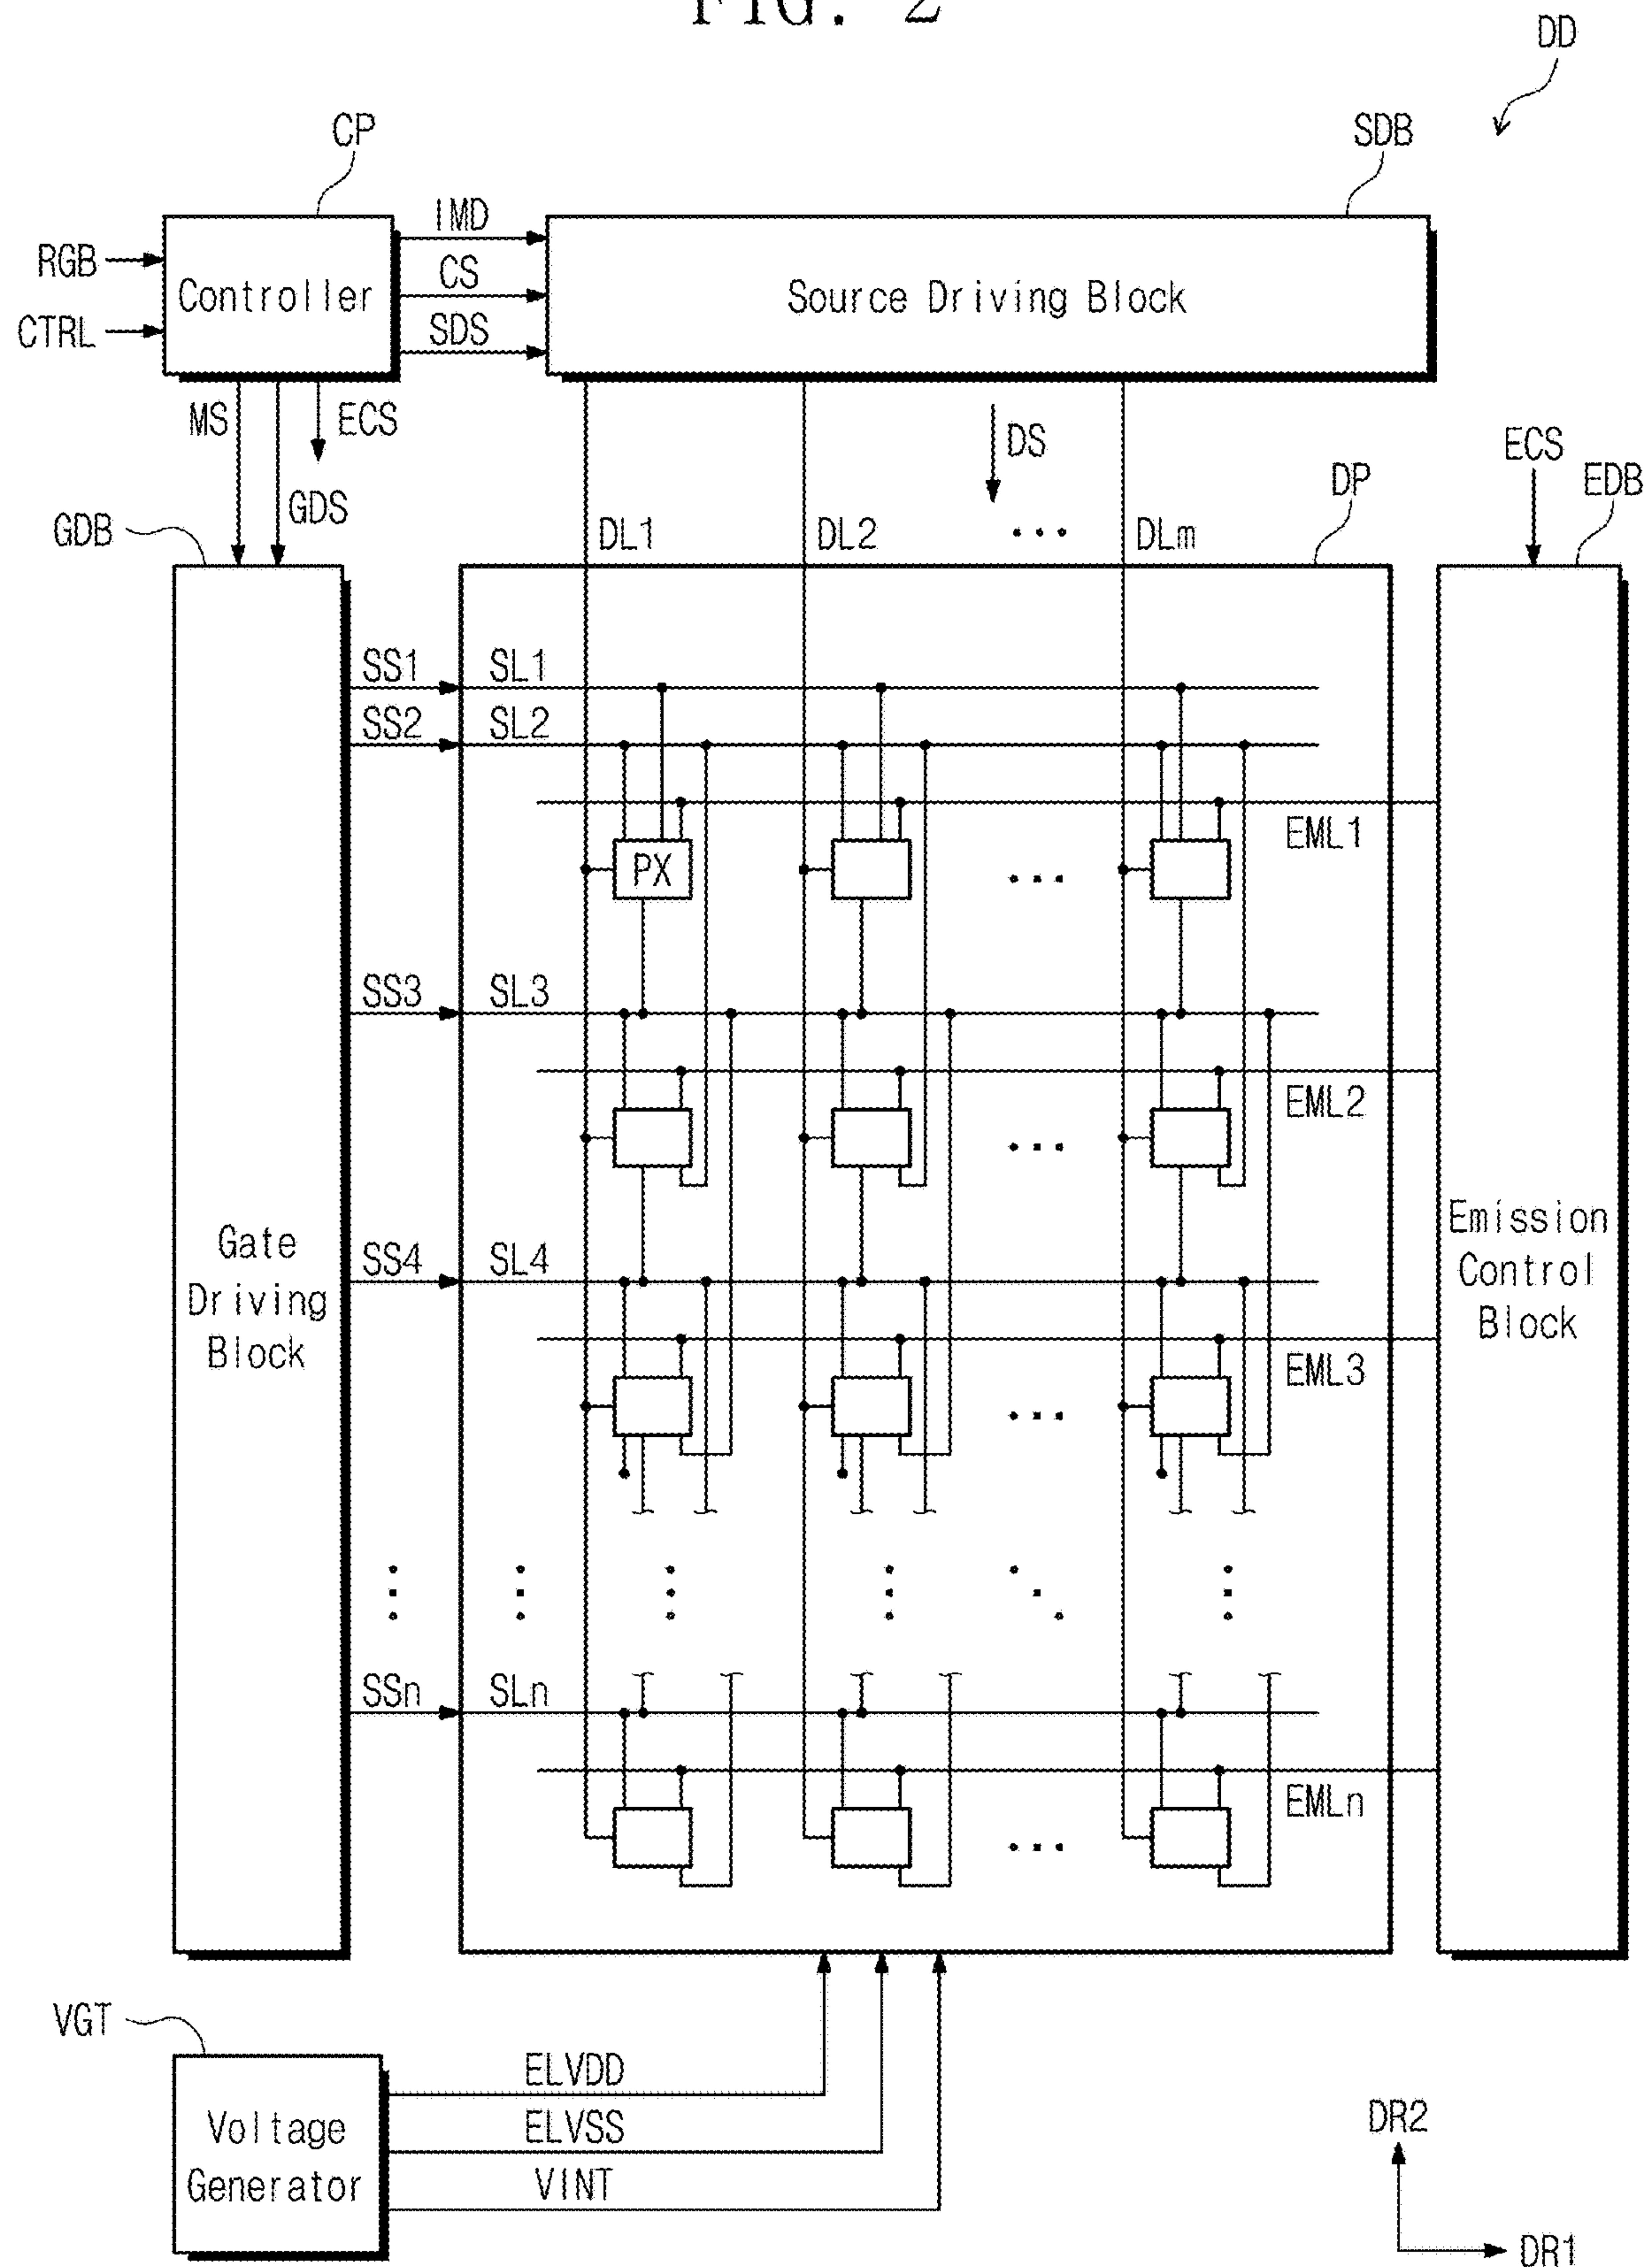 FIG. 2
DD
CP
SDB
RGB
CTRL
Controller
IMD
CS
SDS
Source Driving Block
MS
ECS
GDS
DS
ECS
GDB
DP
EDB
DL1
DL2
...
DLm
SS1
SL1
SS2
SL2
EML1
PX
...
SS3
SL3
EML2
...
Gate
Driving
Block
Emission
Control
Block
SS4
SL4
EML3
...
SSn
SLn
EMLn
...
VGT
Voltage
Generator
ELVDD
ELVSS
VINT
DR2
DR1